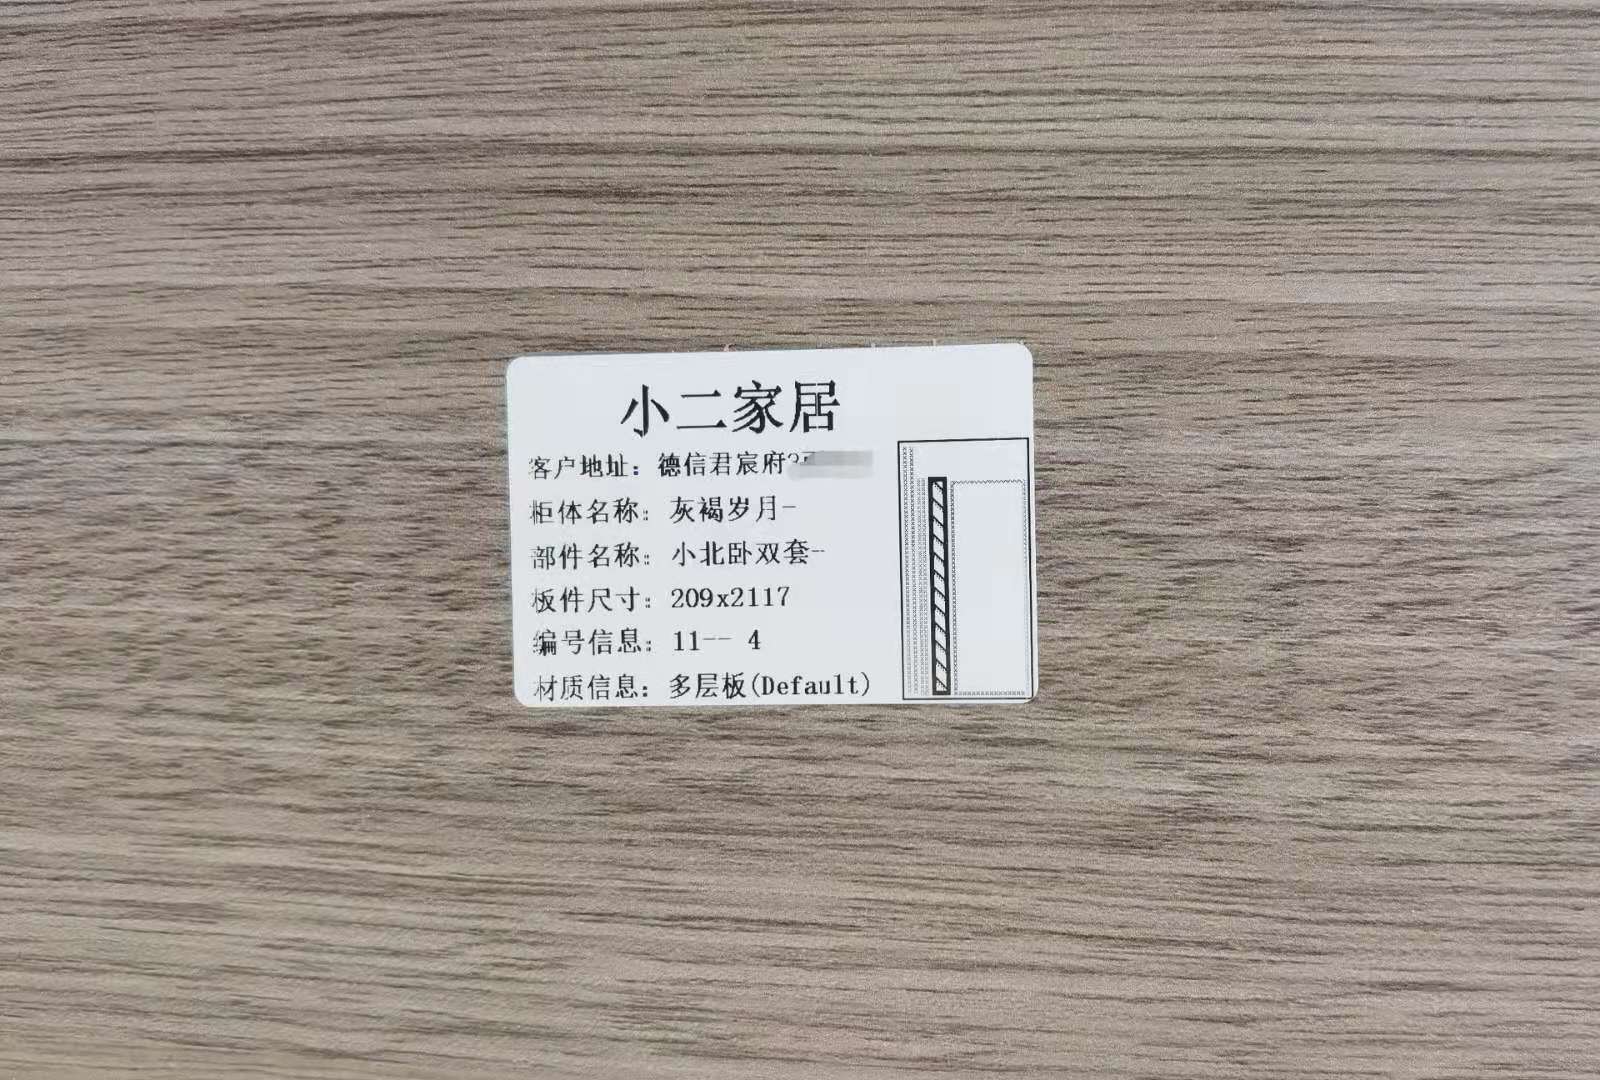 小二家居
客户地址：德信君宸府
柜体名称：灰褐岁月-
部件名称：小北卧双套--
板件尺寸：209x2117
编号信息：11-- 4
材质信息：多层板(Default)